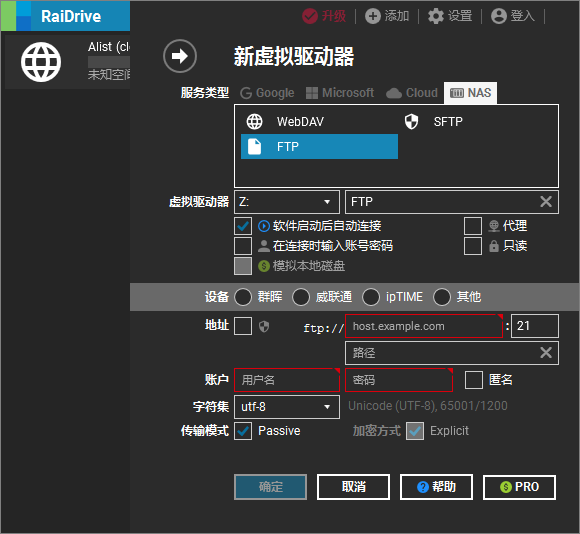 RaiDrive
升级 添加 设置 登入
Alist (clo
未知空间
新虚拟驱动器
服务类型 Google Microsoft Cloud NAS
WebDAV SFTP
FTP
虚拟驱动器 Z: FTP
软件启动后自动连接 代理
在连接时输入账号密码 只读
模拟本地磁盘
设备 群晖 威联通 ipTIME 其他
地址 ftp:// host.example.com : 21
路径
账户 用户名 密码 匿名
字符集 utf-8 Unicode (UTF-8), 65001/1200
传输模式 Passive 加密方式 Explicit
确定 取消 帮助 PRO